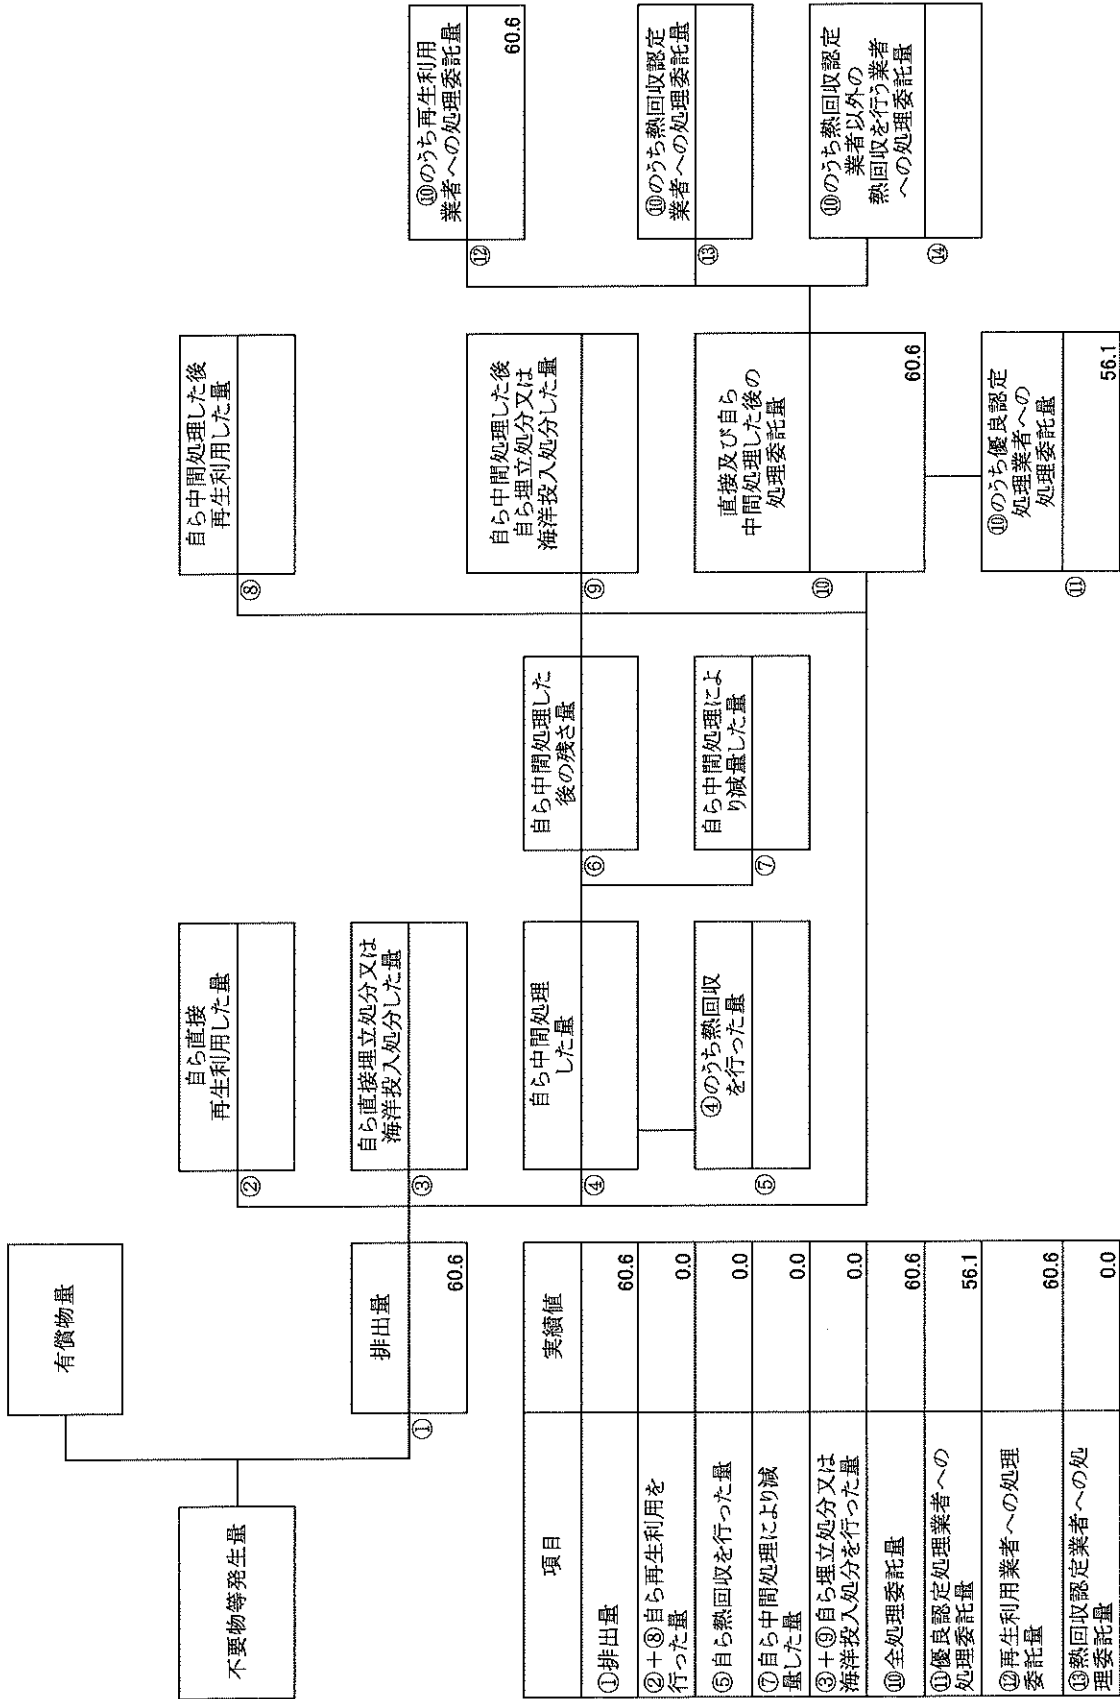 不要物等発生量
有償物量
排出量
①
60.6
②
自ら直接
再生利用した量
③
自ら直接埋立処分又は
海洋投入処分した量
④
自ら中間処理
した量
⑤
④のうち熱回収
を行った量
⑥
自ら中間処理した
後の残さ量
⑦
自ら中間処理によ
り減量した量
⑧
自ら中間処理した後
再生利用した量
⑨
自ら中間処理した後
自ら埋立処分又は
海洋投入処分した量
⑩
直接及び自ら
中間処理した後の
処理委託量
60.6
⑪
⑩のうち優良認定
処理業者への
処理委託量
56.1
⑫
⑩のうち再生利用
業者への処理委託量
60.6
⑬
⑩のうち熱回収認定
業者への処理委託量
⑭
⑩のうち熱回収認定
業者以外の
熱回収を行う業者
への処理委託量
項目 実績値
①排出量 60.6
②+⑧自ら再生利用を
行った量 0.0
⑤自ら熱回収を行った量 0.0
⑦自ら中間処理により減
量した量 0.0
③+⑨自ら埋立処分又は
海洋投入処分を行った量 0.0
⑩全処理委託量 60.6
⑪優良認定処理業者への
処理委託量 56.1
⑫再生利用業者への処理
委託量 60.6
⑬熱回収認定業者への処
理委託量 0.0